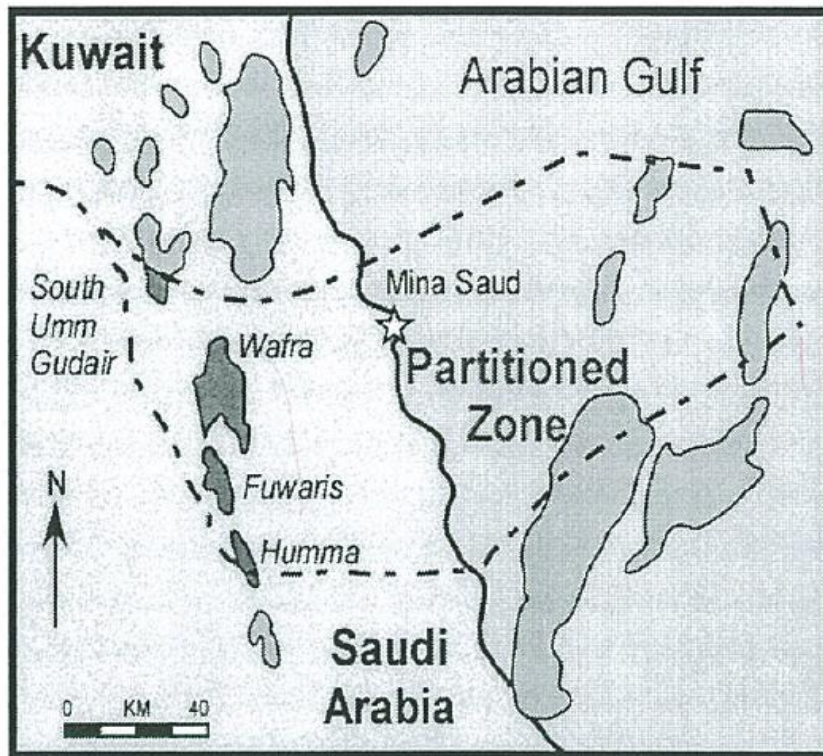 Kuwait
Arabian Gulf
Mina Saud
South
Umm
Gudair
Wafra
Partitioned
Zone
Fuwaris
N
Humma
Saudi
Arabia
0 KM 40